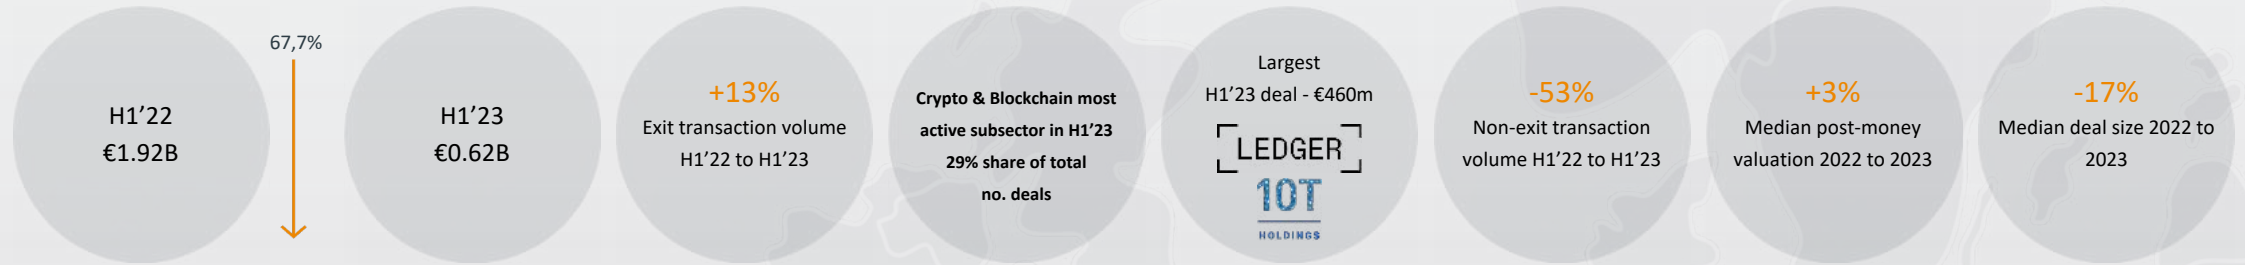 H1’22
€1.92B
67,7%
H1’23
€0.62B
+13%
Exit transaction volume
H1’22 to H1’23
Crypto & Blockchain most
active subsector in H1’23
29% share of total
no. deals
Largest
H1’23 deal - €460m
LEDGER
10T
HOLDINGS
-53%
Non-exit transaction
volume H1’22 to H1’23
+3%
Median post-money
valuation 2022 to 2023
-17%
Median deal size 2022 to
2023